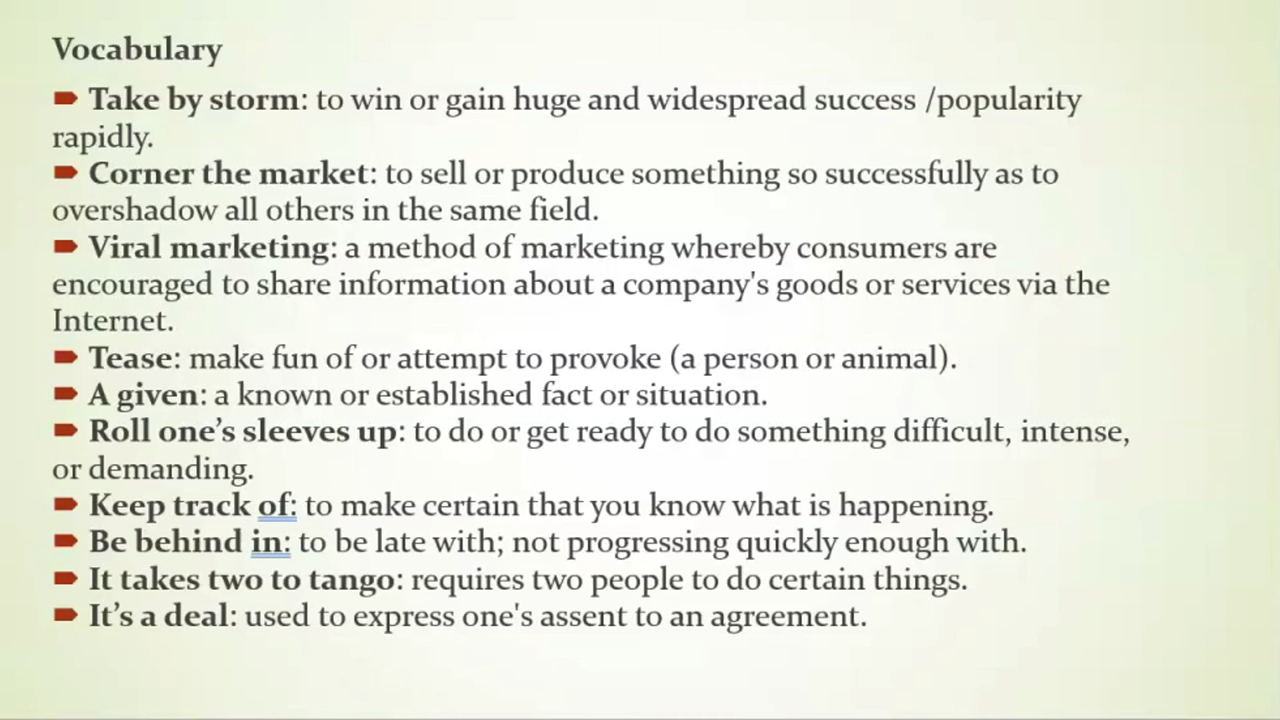 Vocabulary
Take by storm: to win or gain huge and widespread success /popularity
rapidly.
Corner the market: to sell or produce something so successfully as to
overshadow all others in the same field.
Viral marketing: a method of marketing whereby consumers are
encouraged to share information about a company's goods or services via the
Internet.
Tease: make fun of or attempt to provoke (a person or animal).
A given: a known or established fact or situation.
Roll one’s sleeves up: to do or get ready to do something difficult, intense,
or demanding.
Keep track of: to make certain that you know what is happening.
Be behind in: to be late with; not progressing quickly enough with.
It takes two to tango: requires two people to do certain things.
It’s a deal: used to express one's assent to an agreement.